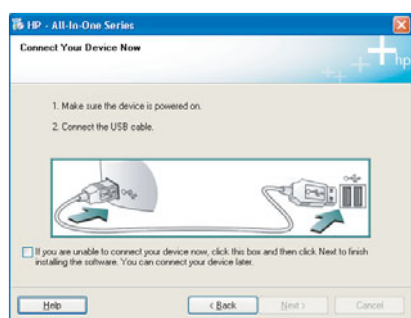 HP - All-In-One Series
Connect Your Device Now
hp
1. Make sure the device is powered on.
2. Connect the USB cable.
If you are unable to connect your device now, click this box and then click Next to finish
installing the software. You can connect your device later.
Help
< Back
Next >
Cancel